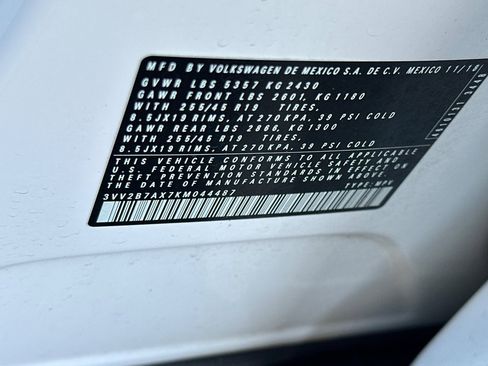 MFD BY VOLKSWAGEN DE MEXICO S.A. DE C.V. MEXICO 11/18
GVWR LBS 5357 KG 2430
GAWR FRONT LBS 2601, KG 1180
WITH 255/45 R19 TIRES,
8.5JX19 RIMS, AT 270 KPA, 39 PSI COLD
GAWR REAR LBS 2866, KG 1300
WITH 255/45 R19 TIRES,
8.5JX19 RIMS, AT 270 KPA, 39 PSI COLD
THIS VEHICLE CONFORMS TO ALL APPLICABLE
U.S. FEDERAL MOTOR VEHICLE SAFETY AND
THEFT PREVENTION STANDARDS IN EFFECT ON
THE DATE OF MANUFACTURE SHOWN ABOVE.
3VV2B7AX7KM044487 TYPE: MPV